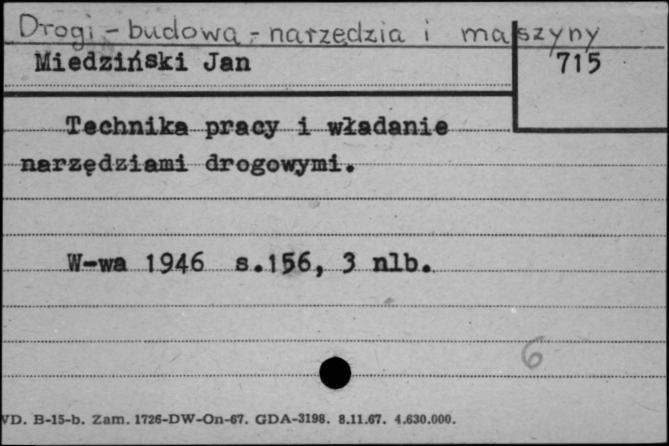 Drogi - budowa - narzędzia i maszyny
Miedziński Jan 715
Technika pracy i władanie
narzędziami drogowymi.
W-wa 1946 s.156, 3 nlb.
6
VD. B-15-b. Zam. 1726-DW-On-67. GDA-3198. 8.11.67. 4.630.000.